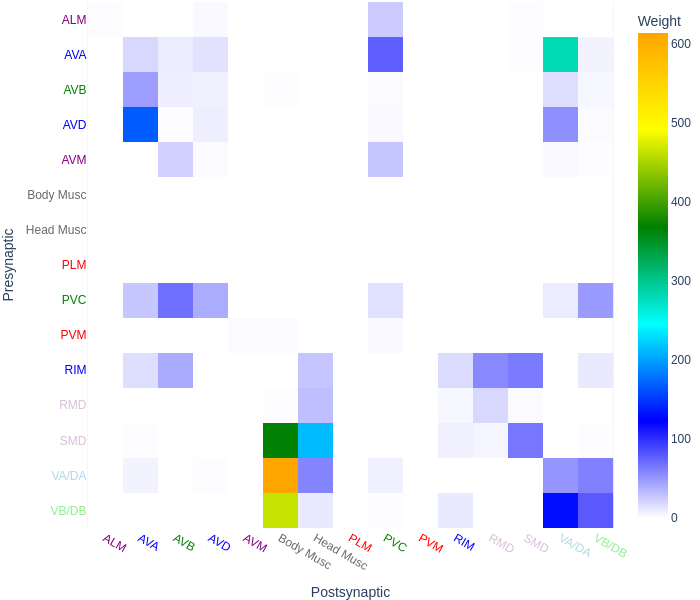 Weight
ALM
AVA
AVB
AVD
AVM
Body Musc
Head Musc
PLM
PVC
PVM
RIM
RMD
SMD
VA/DA
VB/DB
Presynaptic
600
500
400
300
200
100
0
ALM
AVA
AVB
AVD
AVM
Body Musc
Head Musc
PLM
PVC
PVM
RIM
RMD
SMD
VA/DA
VB/DB
Postsynaptic